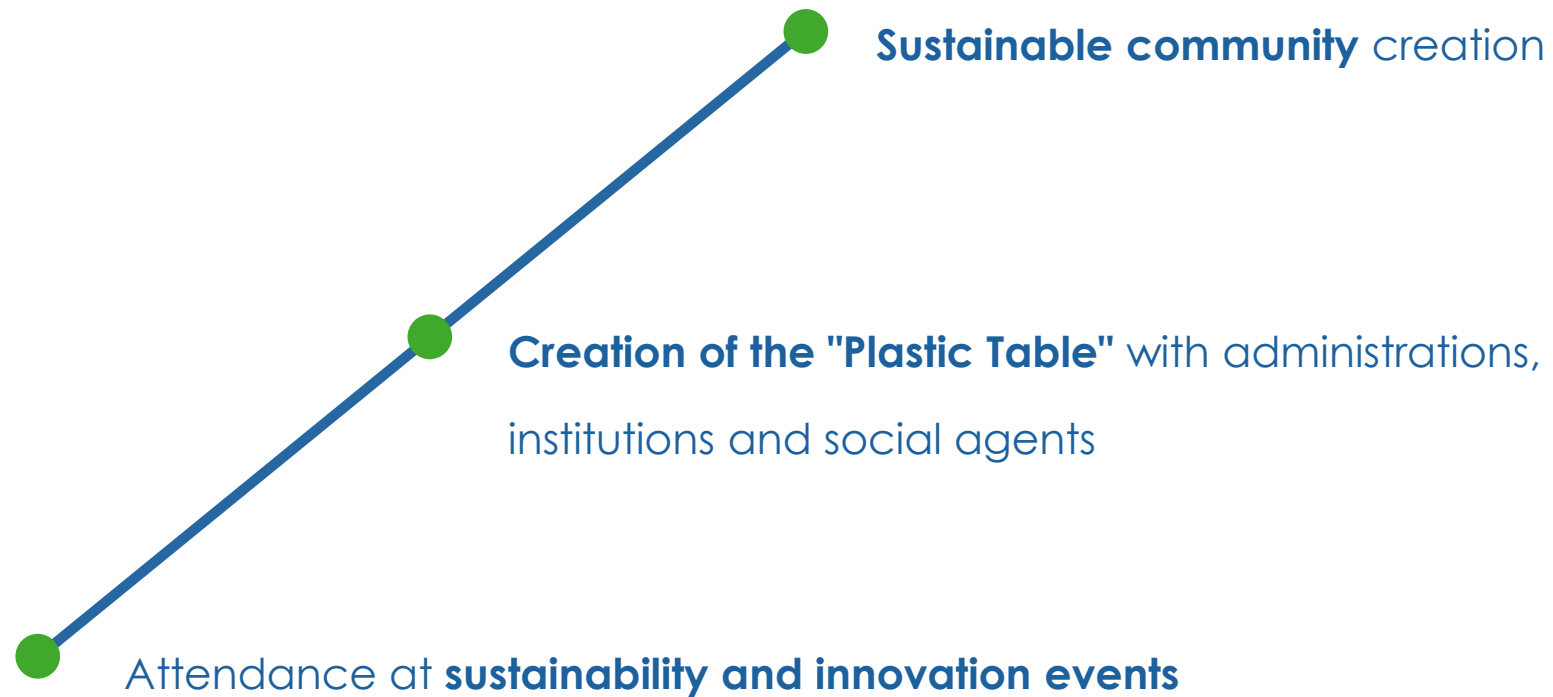 Sustainable community creation
Creation of the "Plastic Table" with administrations,
institutions and social agents
Attendance at sustainability and innovation events